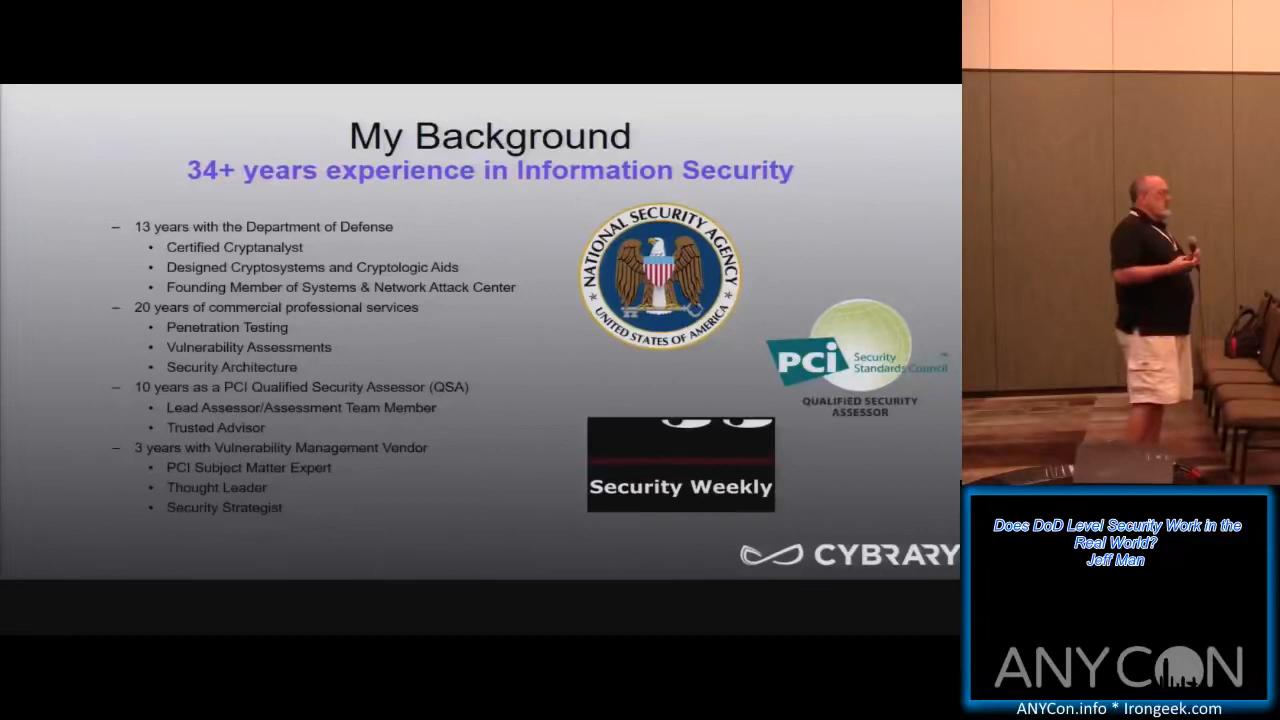 My Background
34+ years experience in Information Security
– 13 years with the Department of Defense
• Certified Cryptanalyst
• Designed Cryptosystems and Cryptologic Aids
• Founding Member of Systems & Network Attack Center
– 20 years of commercial professional services
• Penetration Testing
• Vulnerability Assessments
• Security Architecture
– 10 years as a PCI Qualified Security Assessor (QSA)
• Lead Assessor/Assessment Team Member
• Trusted Advisor
– 3 years with Vulnerability Management Vendor
• PCI Subject Matter Expert
• Thought Leader
• Security Strategist
NATIONAL SECURITY AGENCY
UNITED STATES OF AMERICA
PCi Security
Standards Council
QUALIFIED SECURITY
ASSESSOR
Security Weekly
CYBRARY
Does DoD Level Security Work in the
Real World?
Jeff Man
ANYCON
ANYCon.info * Irongeek.com